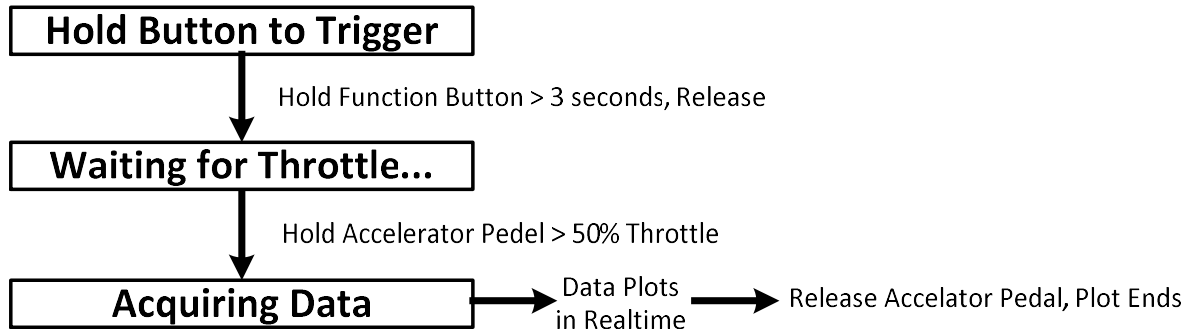 Hold Button to Trigger
Hold Function Button > 3 seconds, Release
Waiting for Throttle...
Hold Accelerator Pedel > 50% Throttle
Acquiring Data
Data Plots
in Realtime
Release Accelator Pedal, Plot Ends